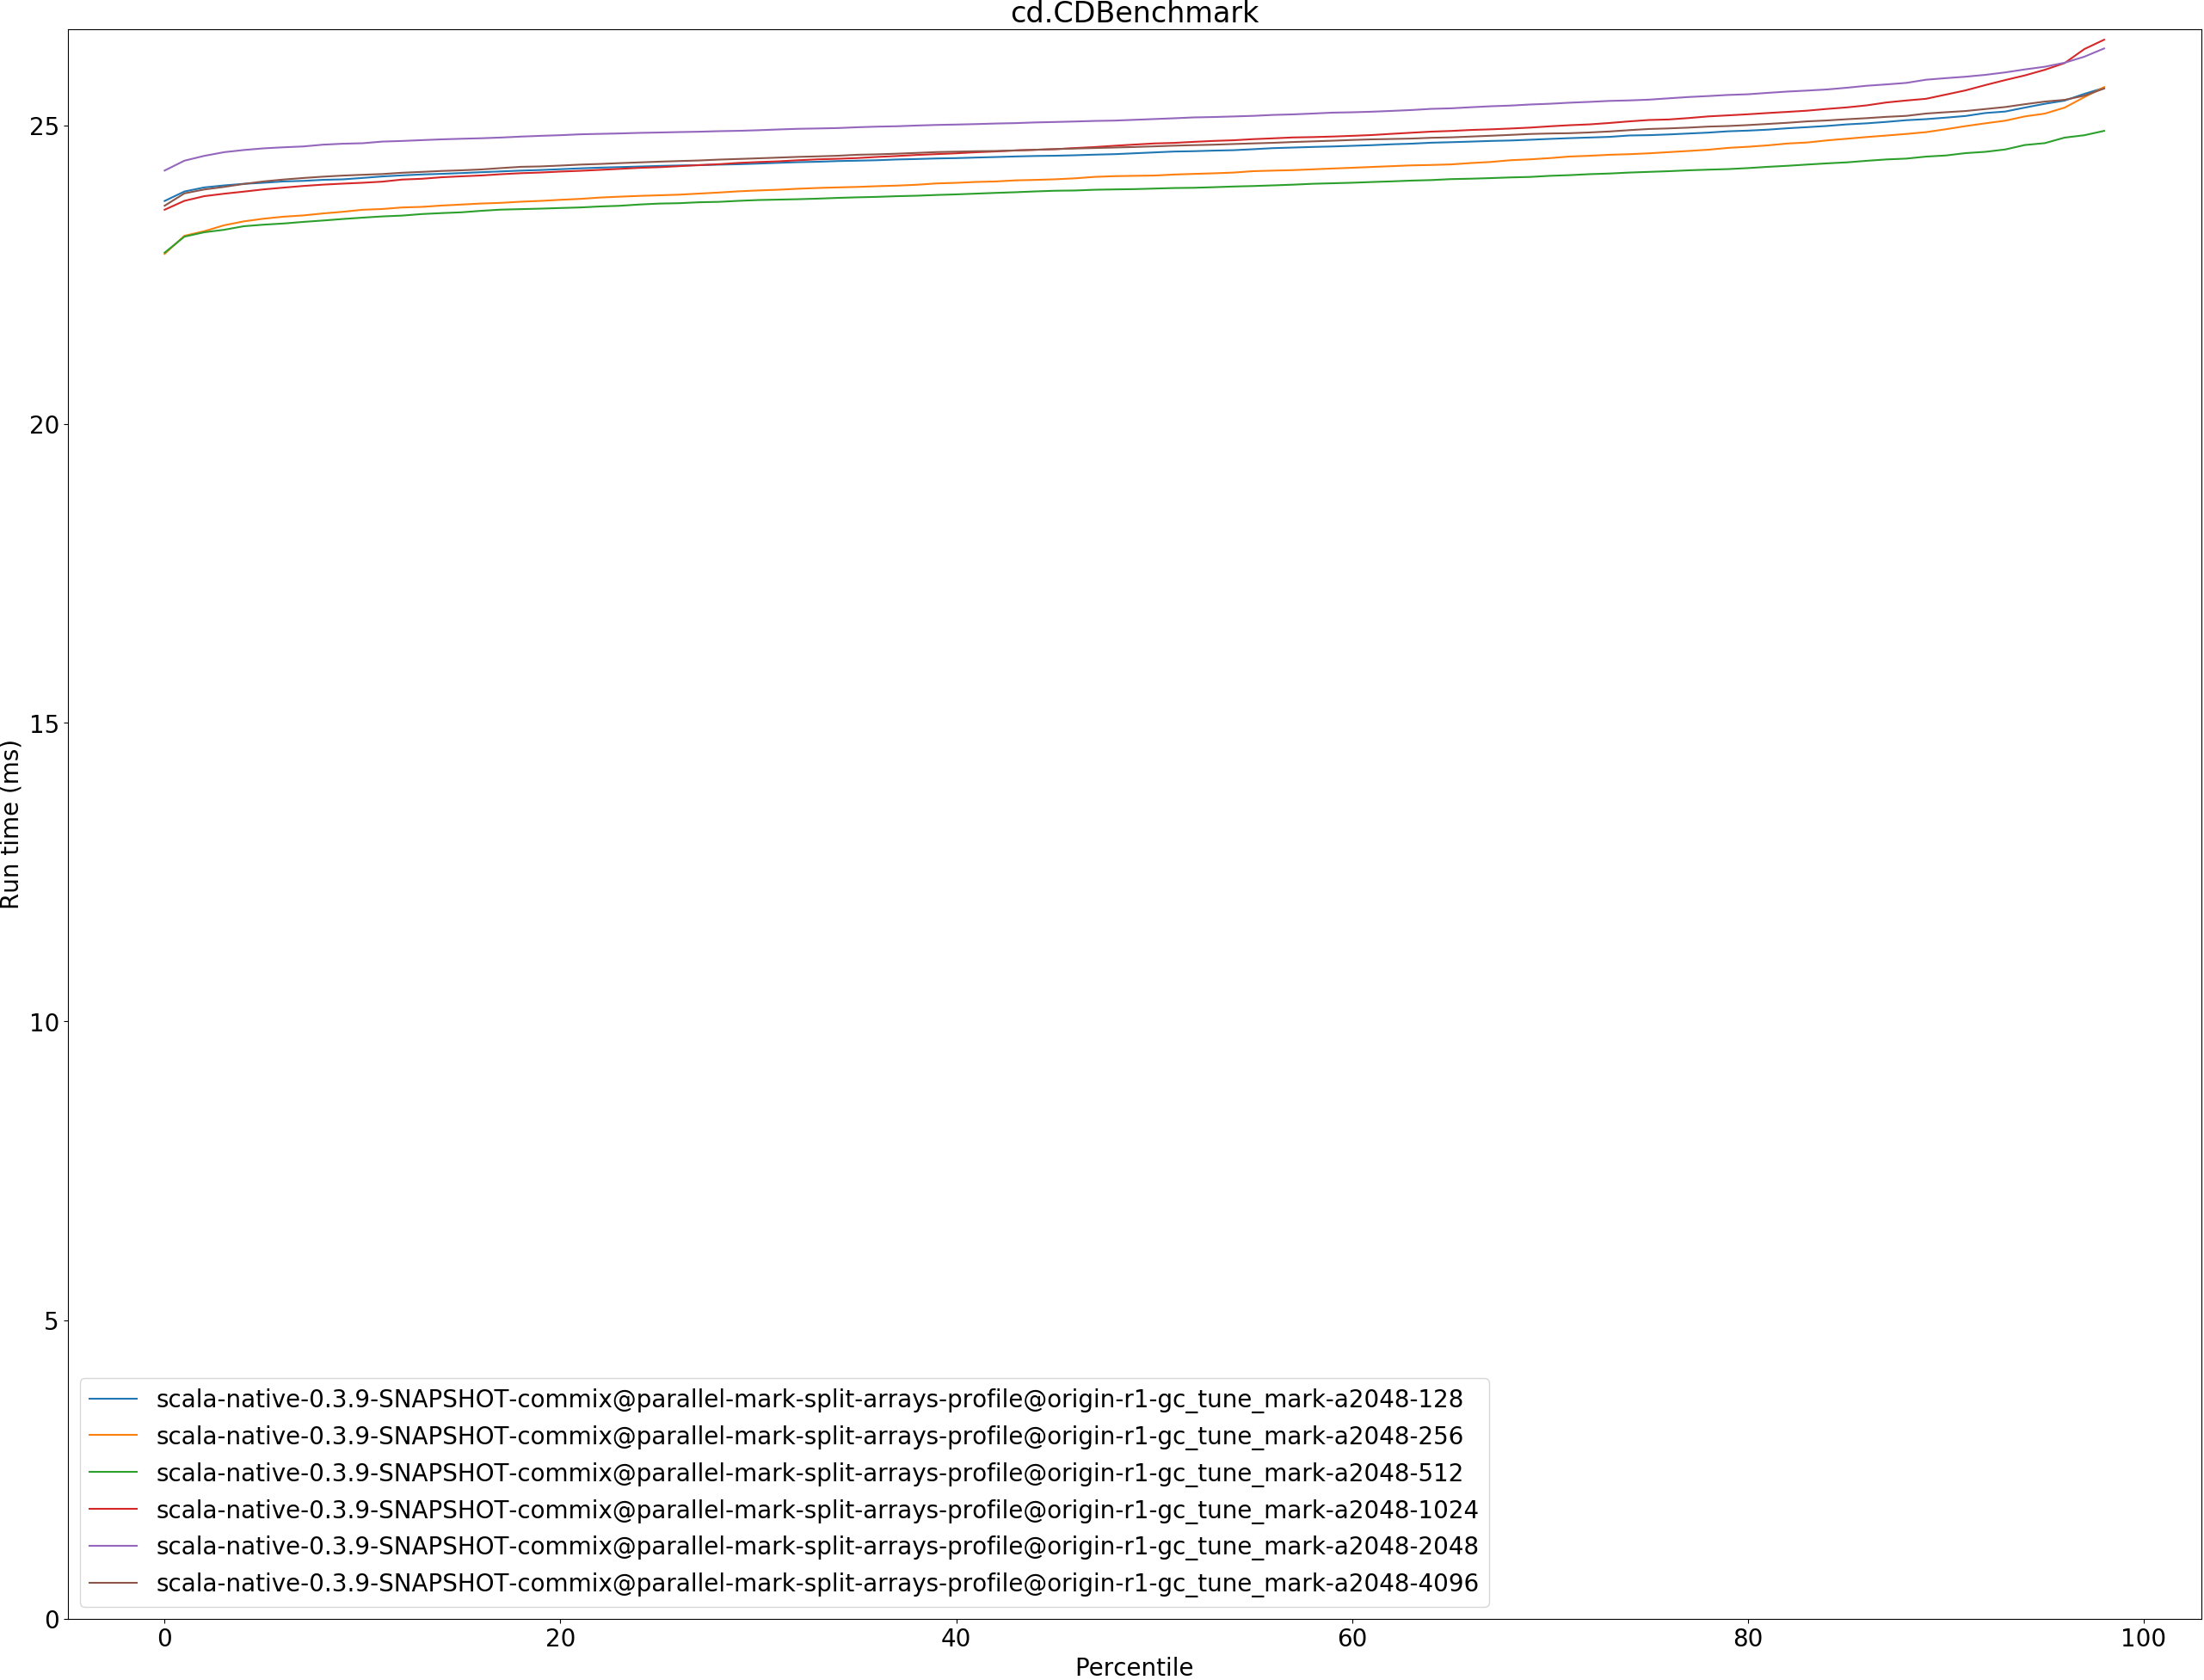 cd.CDBenchmark
Run time (ms)
25
20
15
10
5
0
scala-native-0.3.9-SNAPSHOT-commix@parallel-mark-split-arrays-profile@origin-r1-gc_tune_mark-a2048-128
scala-native-0.3.9-SNAPSHOT-commix@parallel-mark-split-arrays-profile@origin-r1-gc_tune_mark-a2048-256
scala-native-0.3.9-SNAPSHOT-commix@parallel-mark-split-arrays-profile@origin-r1-gc_tune_mark-a2048-512
scala-native-0.3.9-SNAPSHOT-commix@parallel-mark-split-arrays-profile@origin-r1-gc_tune_mark-a2048-1024
scala-native-0.3.9-SNAPSHOT-commix@parallel-mark-split-arrays-profile@origin-r1-gc_tune_mark-a2048-2048
scala-native-0.3.9-SNAPSHOT-commix@parallel-mark-split-arrays-profile@origin-r1-gc_tune_mark-a2048-4096
0 20 40 60 80 100
Percentile